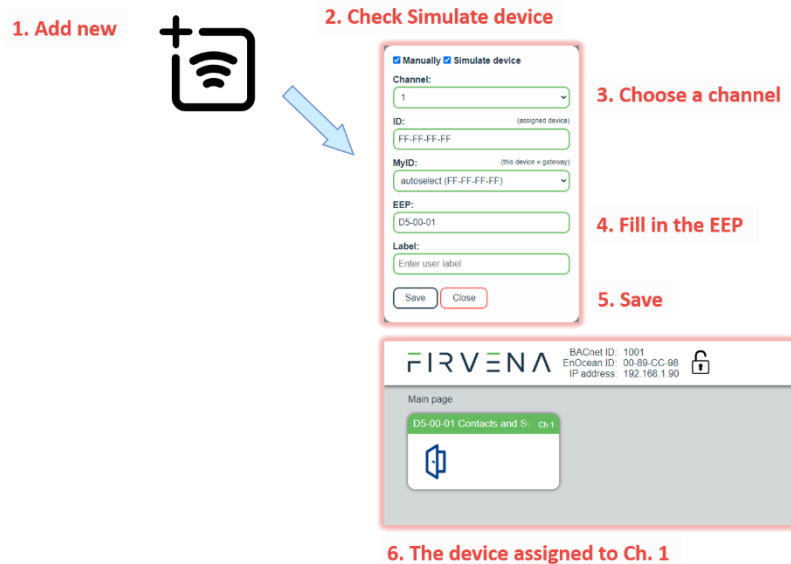 1. Add new
2. Check Simulate device
Manually Simulate device
Channel:
1
3. Choose a channel
ID: (assigned device)
FF-FF-FF-FF
MyID: (this device = gateway)
autoselect (FF-FF-FF-FF)
EEP:
D5-00-01
4. Fill in the EEP
Label:
Enter user label
Save Close
5. Save
FIRVENA
BACnet ID: 1001
EnOcean ID: 00-89-CC-98
IP address: 192.168.1.90
Main page
D5-00-01 Contacts and S Ch 1
6. The device assigned to Ch. 1